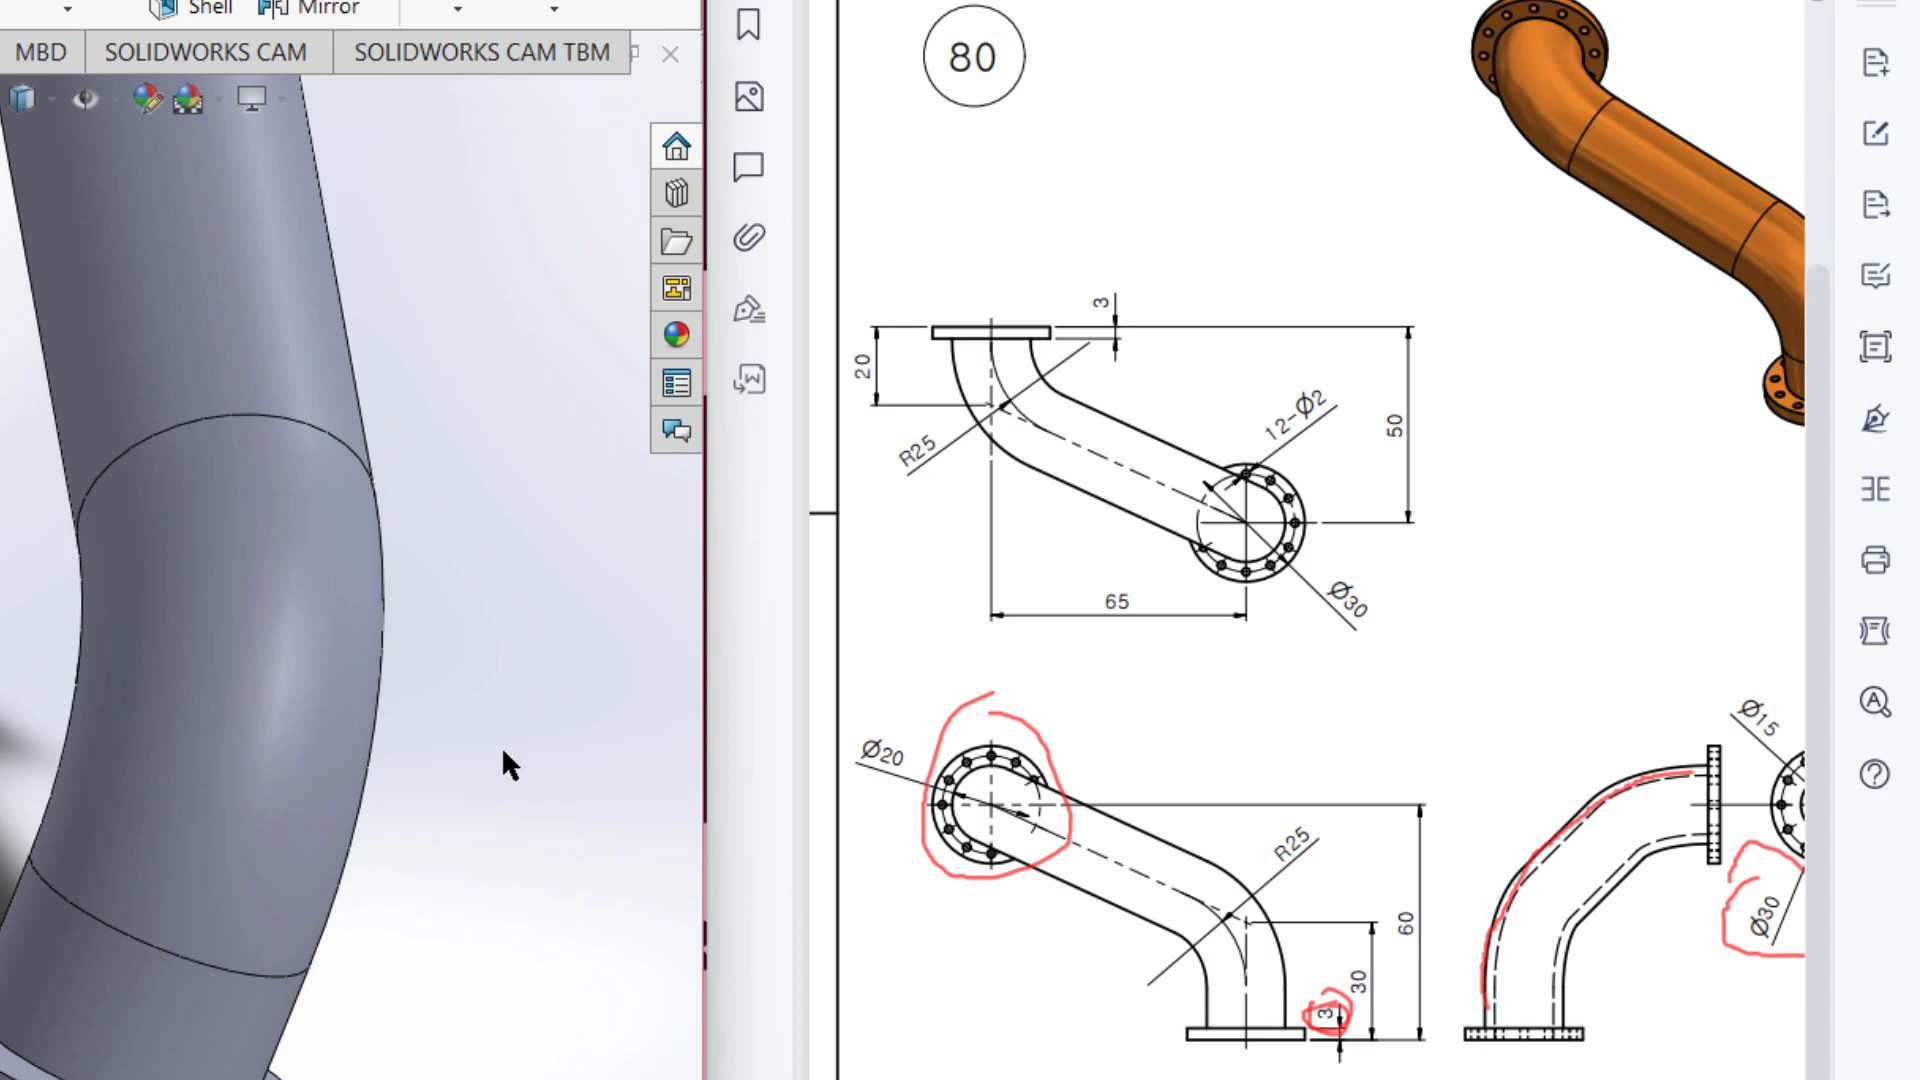 Shell Mirror
MBD SOLIDWORKS CAM SOLIDWORKS CAM TBM
80
3
20
R25
12-Ø2
50
65
Ø30
Ø20
R25
60
30
3
Ø15
Ø30